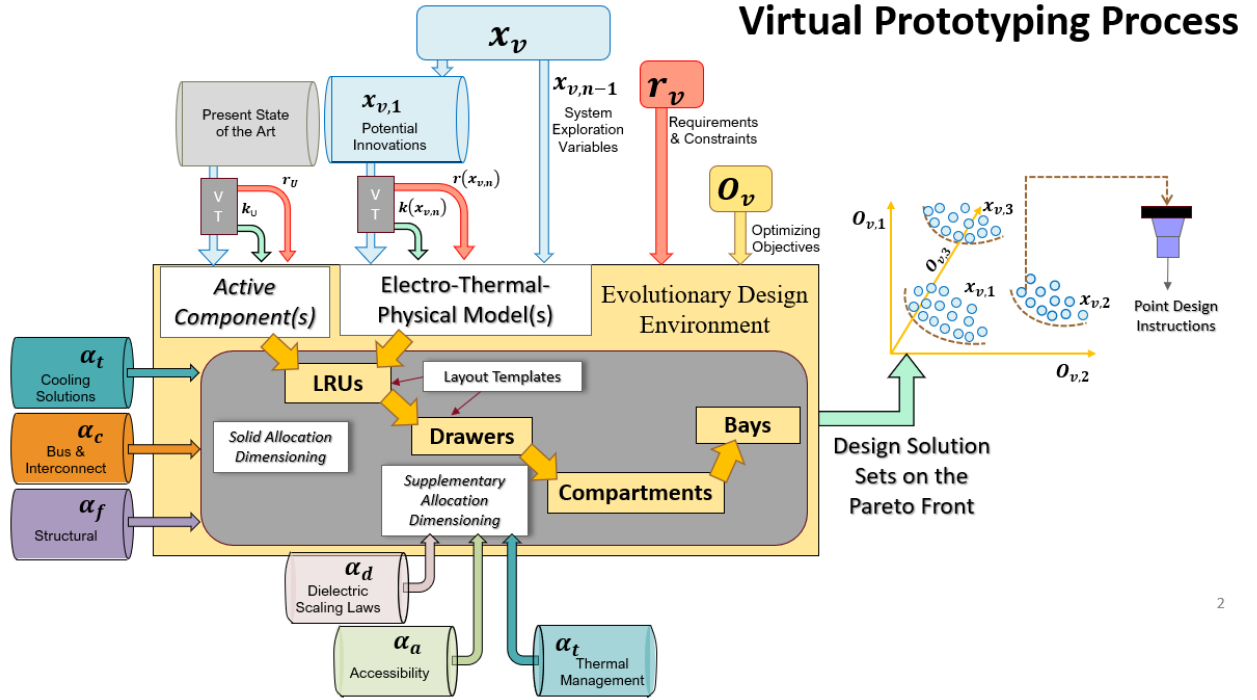 Virtual Prototyping Process
x_v
x_{v,1}
Potential
Innovations
x_{v,n−1}
System
Exploration
Variables
r_v
Requirements
& Constraints
Present State
of the Art
V
T
r_U
k_U
V
T
r(x_{v,n})
k(x_{v,n})
O_v
Optimizing
Objectives
Active
Component(s)
Electro-Thermal-
Physical Model(s)
Evolutionary Design
Environment
α_t
Cooling
Solutions
α_c
Bus &
Interconnect
α_f
Structural
LRUs
Layout Templates
Drawers
Bays
Compartments
Solid Allocation
Dimensioning
Supplementary
Allocation
Dimensioning
α_d
Dielectric
Scaling Laws
α_a
Accessibility
α_t
Thermal
Management
Design Solution
Sets on the
Pareto Front
O_{v,1}
x_{v,3}
O_{v,3}
x_{v,1}
x_{v,2}
O_{v,2}
Point Design
Instructions
2